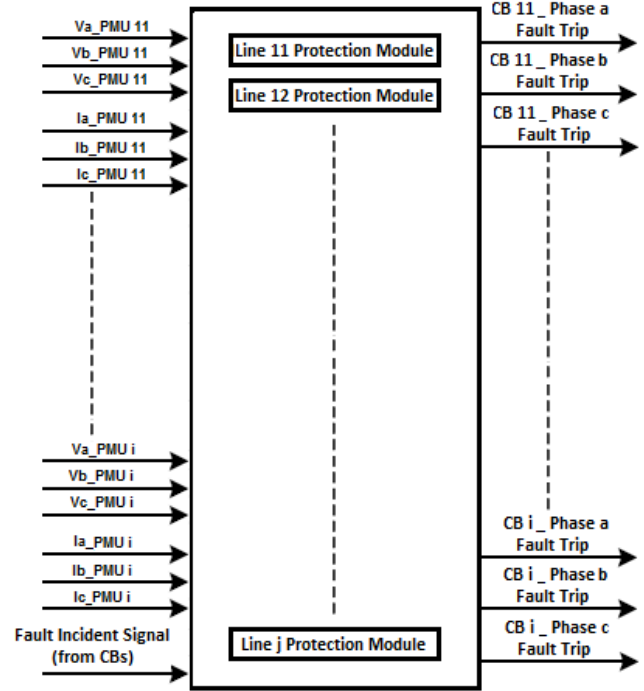 Va_PMU 11
Vb_PMU 11
Vc_PMU 11
Ia_PMU 11
Ib_PMU 11
Ic_PMU 11
Va_PMU i
Vb_PMU i
Vc_PMU i
Ia_PMU i
Ib_PMU i
Ic_PMU i
Fault Incident Signal
(from CBs)
Line 11 Protection Module
Line 12 Protection Module
Line j Protection Module
CB 11 _ Phase a
Fault Trip
CB 11 _ Phase b
Fault Trip
CB 11 _ Phase c
Fault Trip
CB i _ Phase a
Fault Trip
CB i _ Phase b
Fault Trip
CB i _ Phase c
Fault Trip